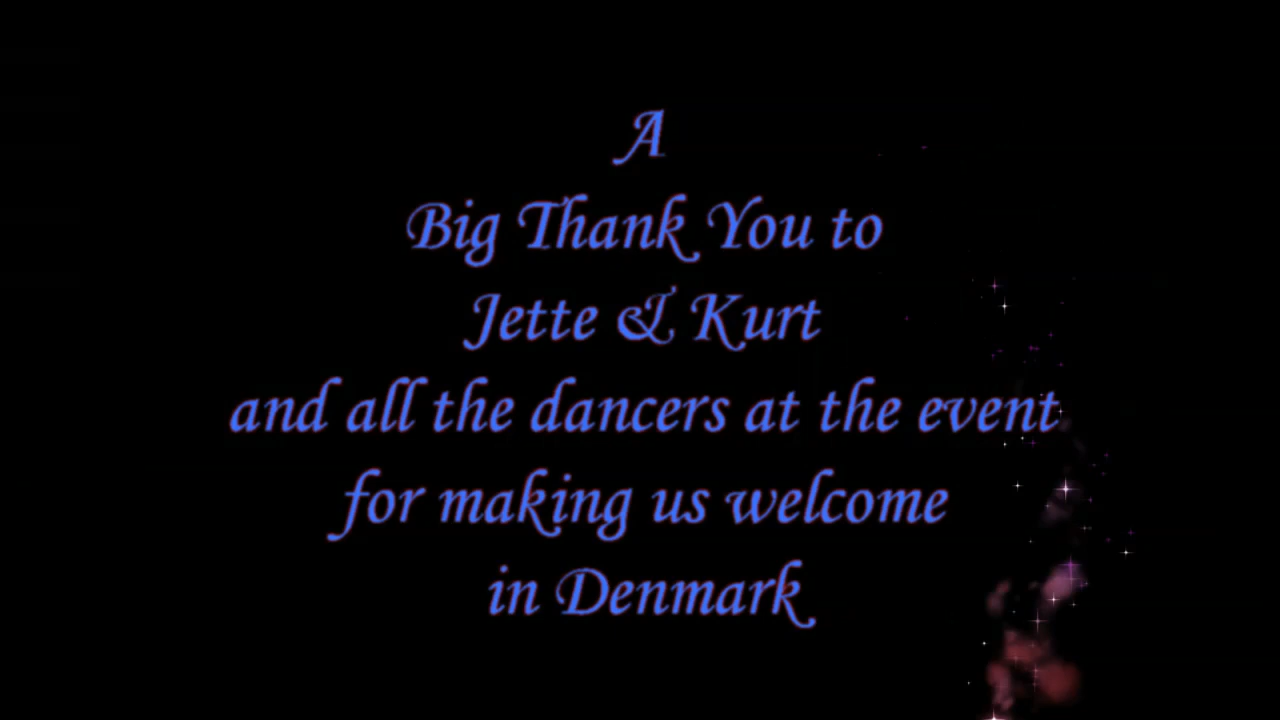 A
Big Thank You to
Jette & Kurt
and all the dancers at the event
for making us welcome
in Denmark